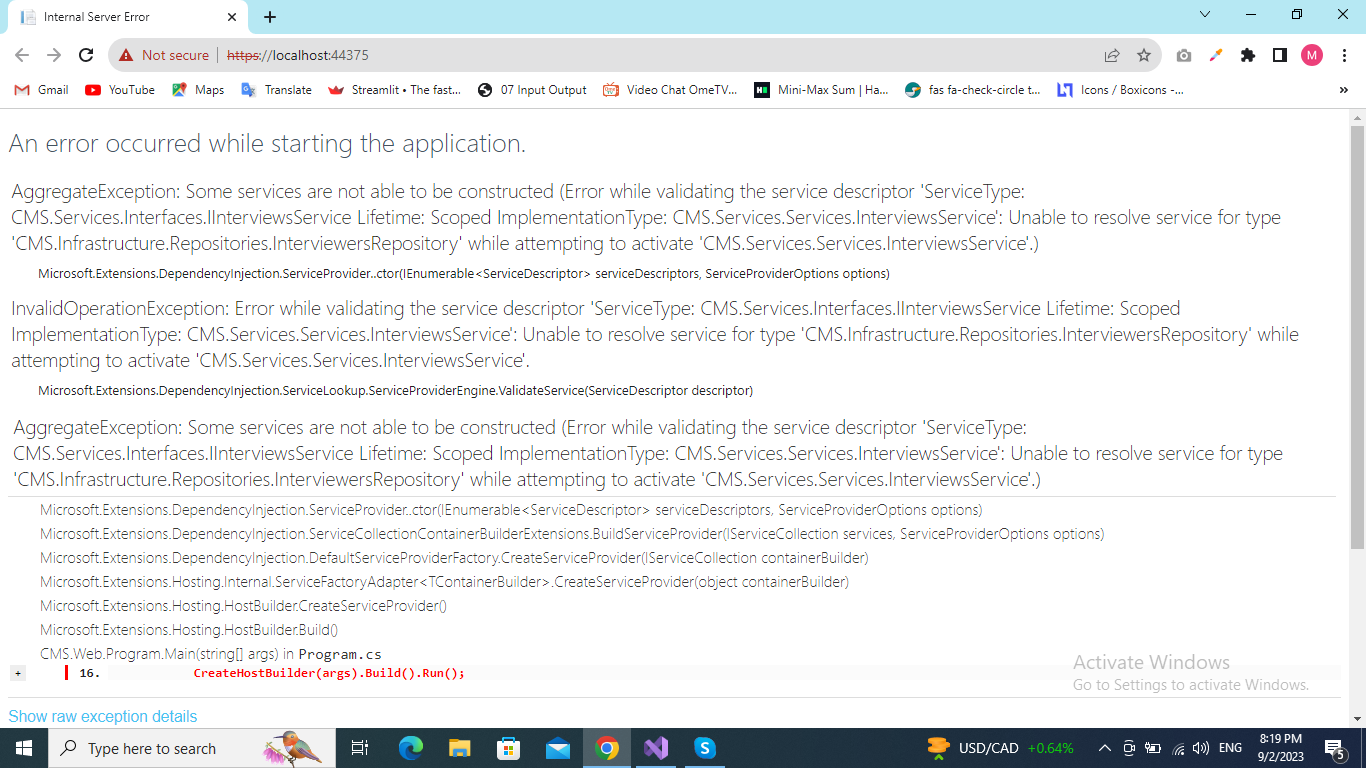 Internal Server Error
Not secure | https://localhost:44375
M
Gmail YouTube Maps Translate Streamlit • The fast... 07 Input Output Video Chat OmeTV... Mini-Max Sum | Ha... fas fa-check-circle t... Icons / Boxicons -... »
An error occurred while starting the application.
AggregateException: Some services are not able to be constructed (Error while validating the service descriptor 'ServiceType:
CMS.Services.Interfaces.IInterviewsService Lifetime: Scoped ImplementationType: CMS.Services.Services.InterviewsService': Unable to resolve service for type
'CMS.Infrastructure.Repositories.InterviewersRepository' while attempting to activate 'CMS.Services.Services.InterviewsService'.)
Microsoft.Extensions.DependencyInjection.ServiceProvider..ctor(IEnumerable<ServiceDescriptor> serviceDescriptors, ServiceProviderOptions options)
InvalidOperationException: Error while validating the service descriptor 'ServiceType: CMS.Services.Interfaces.IInterviewsService Lifetime: Scoped
ImplementationType: CMS.Services.Services.InterviewsService': Unable to resolve service for type 'CMS.Infrastructure.Repositories.InterviewersRepository' while
attempting to activate 'CMS.Services.Services.InterviewsService'.
Microsoft.Extensions.DependencyInjection.ServiceLookup.ServiceProviderEngine.ValidateService(ServiceDescriptor descriptor)
AggregateException: Some services are not able to be constructed (Error while validating the service descriptor 'ServiceType:
CMS.Services.Interfaces.IInterviewsService Lifetime: Scoped ImplementationType: CMS.Services.Services.InterviewsService': Unable to resolve service for type
'CMS.Infrastructure.Repositories.InterviewersRepository' while attempting to activate 'CMS.Services.Services.InterviewsService'.)
Microsoft.Extensions.DependencyInjection.ServiceProvider..ctor(IEnumerable<ServiceDescriptor> serviceDescriptors, ServiceProviderOptions options)
Microsoft.Extensions.DependencyInjection.ServiceCollectionContainerBuilderExtensions.BuildServiceProvider(IServiceCollection services, ServiceProviderOptions options)
Microsoft.Extensions.DependencyInjection.DefaultServiceProviderFactory.CreateServiceProvider(IServiceCollection containerBuilder)
Microsoft.Extensions.Hosting.Internal.ServiceFactoryAdapter<TContainerBuilder>.CreateServiceProvider(object containerBuilder)
Microsoft.Extensions.Hosting.HostBuilder.CreateServiceProvider()
Microsoft.Extensions.Hosting.HostBuilder.Build()
CMS.Web.Program.Main(string[] args) in Program.cs
+ 16. CreateHostBuilder(args).Build().Run();
Activate Windows
Go to Settings to activate Windows.
Show raw exception details
Type here to search
USD/CAD +0.64%
ENG
8:19 PM
9/2/2023
5